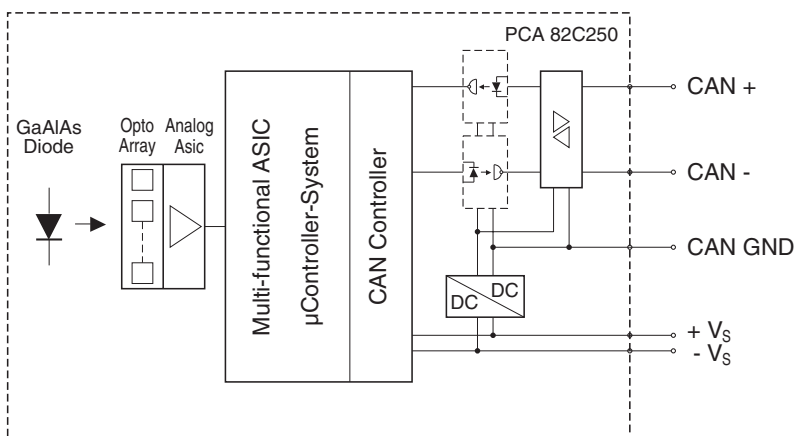 PCA 82C250
GaAlAs
Diode
Opto
Array
Analog
Asic
Multi-functional ASIC
µController-System
CAN Controller
DC
DC
CAN +
CAN -
CAN GND
+ VS
- VS